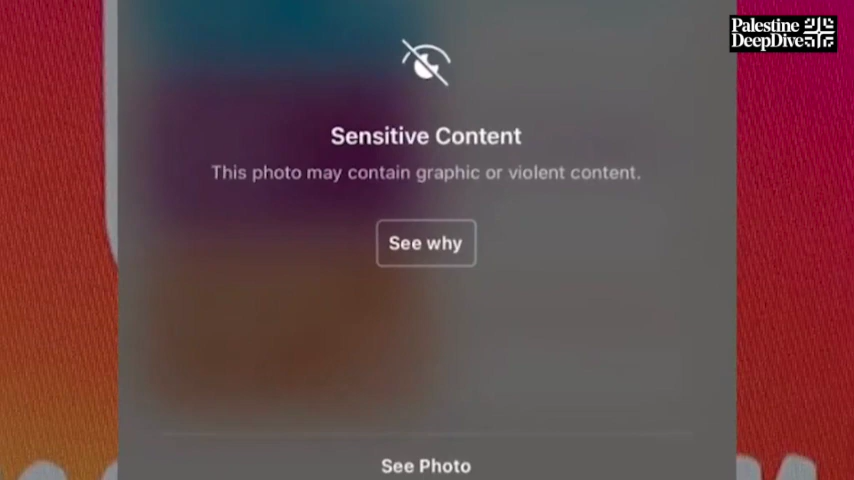 Palestine
DeepDive
Sensitive Content
This photo may contain graphic or violent content.
See why
See Photo